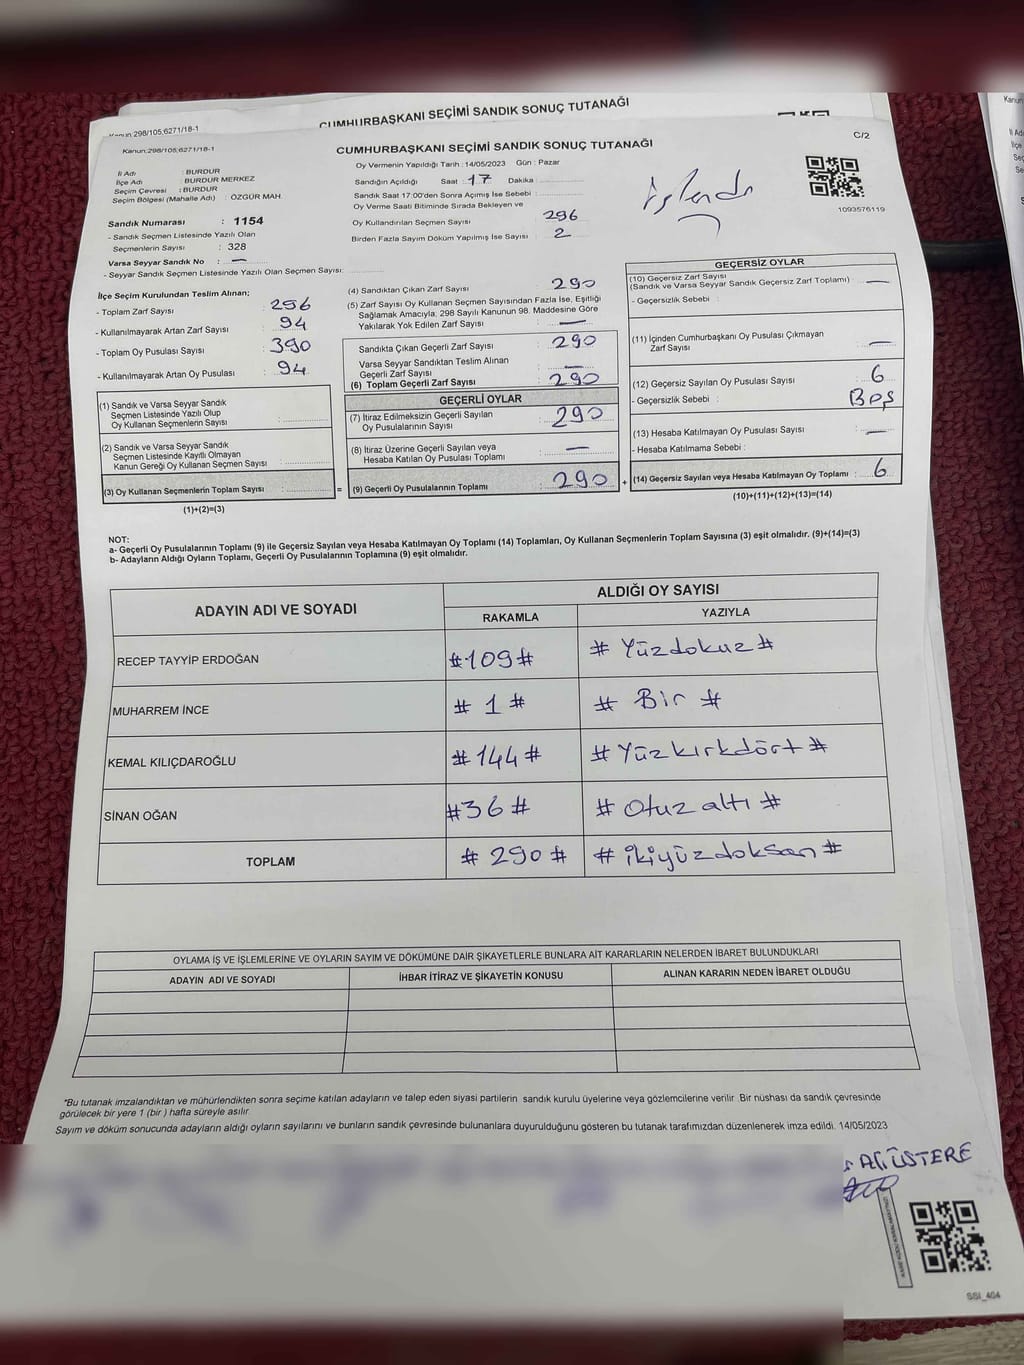 CUMHURBAŞKANI SEÇİMİ SANDIK SONUÇ TUTANAĞI
Kanun:298/105;6271/18-1
CUMHURBAŞKANI SEÇİMİ SANDIK SONUÇ TUTANAĞI
C/2
Kanun:298/105;6271/18-1
İl Adı : BURDUR
İlçe Adı : BURDUR MERKEZ
Seçim Çevresi : BURDUR
Seçim Bölgesi (Mahalle Adı) : ÖZGÜR MAH.
Sandık Numarası : 1154
- Sandık Seçmen Listesinde Yazılı Olan
Seçmenlerin Sayısı : 328
Varsa Seyyar Sandık No : —
- Seyyar Sandık Seçmen Listesinde Yazılı Olan Seçmen Sayısı:
Oy Vermenin Yapıldığı Tarih : 14/05/2023 Gün : Pazar
Sandığın Açıldığı Saat : 17 Dakika :
Sandık Saat 17:00'den Sonra Açımış İse Sebebi :
Oy Verme Saati Bitiminde Sırada Bekleyen ve
Oy Kullandırılan Seçmen Sayısı : 296
Birden Fazla Sayım Döküm Yapılmış İse Sayısı : 2
İşlendi
1093576119
İlçe Seçim Kurulundan Teslim Alınan;
- Toplam Zarf Sayısı : 296
- Kullanılmayarak Artan Zarf Sayısı : 94
- Toplam Oy Pusulası Sayısı : 390
- Kullanılmayarak Artan Oy Pusulası : 94
(1) Sandık ve Varsa Seyyar Sandık
Seçmen Listesinde Yazılı Olup
Oy Kullanan Seçmenlerin Sayısı :
(2) Sandık ve Varsa Seyyar Sandık
Seçmen Listesinde Kayıtlı Olmayan
Kanun Gereği Oy Kullanan Seçmen Sayısı :
(3) Oy Kullanan Seçmenlerin Toplam Sayısı :
(1)+(2)=(3)
=
(4) Sandıktan Çıkan Zarf Sayısı : 290
(5) Zarf Sayısı Oy Kullanan Seçmen Sayısından Fazla İse, Eşitliği
Sağlamak Amacıyla; 298 Sayılı Kanunun 98. Maddesine Göre
Yakılarak Yok Edilen Zarf Sayısı : —
Sandıkta Çıkan Geçerli Zarf Sayısı : 290
Varsa Seyyar Sandıktan Teslim Alınan
Geçerli Zarf Sayısı : —
(6) Toplam Geçerli Zarf Sayısı : 290
GEÇERLİ OYLAR
(7) İtiraz Edilmeksizin Geçerli Sayılan
Oy Pusulalarının Sayısı : 290
(8) İtiraz Üzerine Geçerli Sayılan veya
Hesaba Katılan Oy Pusulası Toplamı : —
(9) Geçerli Oy Pusulalarının Toplamı : 290
+
GEÇERSİZ OYLAR
(10) Geçersiz Zarf Sayısı
(Sandık ve Varsa Seyyar Sandık Geçersiz Zarf Toplamı) : —
- Geçersizlik Sebebi :
(11) İçinden Cumhurbaşkanı Oy Pusulası Çıkmayan
Zarf Sayısı : —
(12) Geçersiz Sayılan Oy Pusulası Sayısı : 6
- Geçersizlik Sebebi : Boş
(13) Hesaba Katılmayan Oy Pusulası Sayısı : —
- Hesaba Katılmama Sebebi :
(14) Geçersiz Sayılan veya Hesaba Katılmayan Oy Toplamı : 6
(10)+(11)+(12)+(13)=(14)
NOT:
a- Geçerli Oy Pusulalarının Toplamı (9) ile Geçersiz Sayılan veya Hesaba Katılmayan Oy Toplamı (14) Toplamları, Oy Kullanan Seçmenlerin Toplam Sayısına (3) eşit olmalıdır. (9)+(14)=(3)
b- Adayların Aldığı Oyların Toplamı, Geçerli Oy Pusulalarının Toplamına (9) eşit olmalıdır.
ADAYIN ADI VE SOYADI
ALDIĞI OY SAYISI
RAKAMLA YAZIYLA
RECEP TAYYİP ERDOĞAN #109# # Yüzdokuz #
MUHARREM İNCE # 1 # # Bir #
KEMAL KILIÇDAROĞLU #144# # Yüzkırkdört #
SİNAN OĞAN #36# # Otuzaltı #
TOPLAM # 290 # # ikiyüzdoksan #
OYLAMA İŞ VE İŞLEMLERİNE VE OYLARIN SAYIM VE DÖKÜMÜNE DAİR ŞİKAYETLERLE BUNLARA AİT KARARLARIN NELERDEN İBARET BULUNDUKLARI
ADAYIN ADI VE SOYADI İHBAR İTİRAZ VE ŞİKAYETİN KONUSU ALINAN KARARIN NEDEN İBARET OLDUĞU
*Bu tutanak imzalandıktan ve mühürlendikten sonra seçime katılan adayların ve talep eden siyasi partilerin sandık kurulu üyelerine veya gözlemcilerine verilir. Bir nüshası da sandık çevresinde
görülecek bir yere 1 (bir) hafta süreyle asılır.
Sayım ve döküm sonucunda adayların aldığı oyların sayılarını ve bunların sandık çevresinde bulunanlara duyurulduğunu gösteren bu tutanak tarafımızdan düzenlenerek imza edildi. 14/05/2023
SSI_404